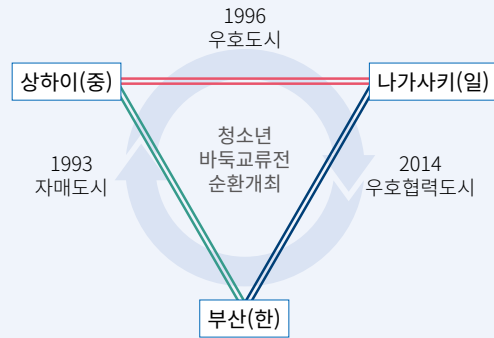 1996
우호도시
상하이(중)
나가사키(일)
청소년
바둑교류전
순환개최
1993
자매도시
2014
우호협력도시
부산(한)